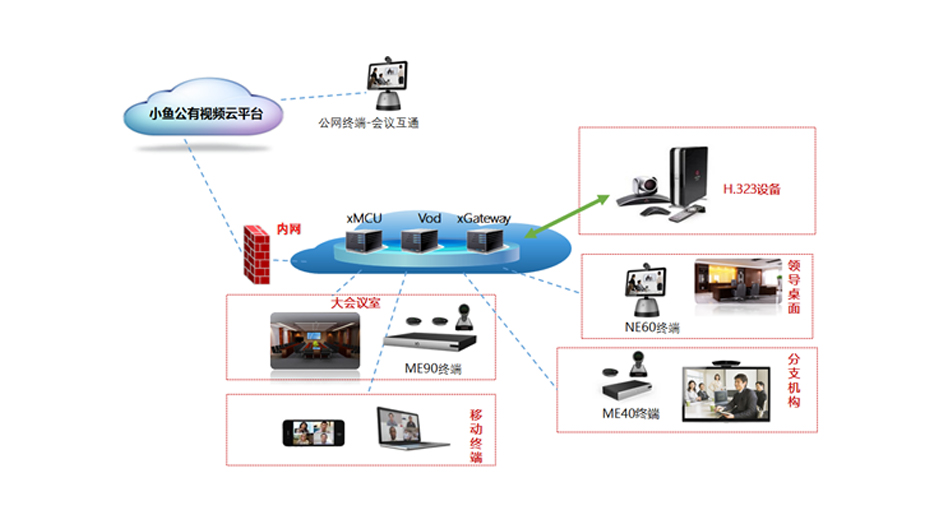 小鱼公有视频云平台
公网终端-会议互通
H.323设备
内网
xMCU
Vod
xGateway
大会议室
ME90终端
NE60终端
领导桌面
ME40终端
分支机构
移动终端